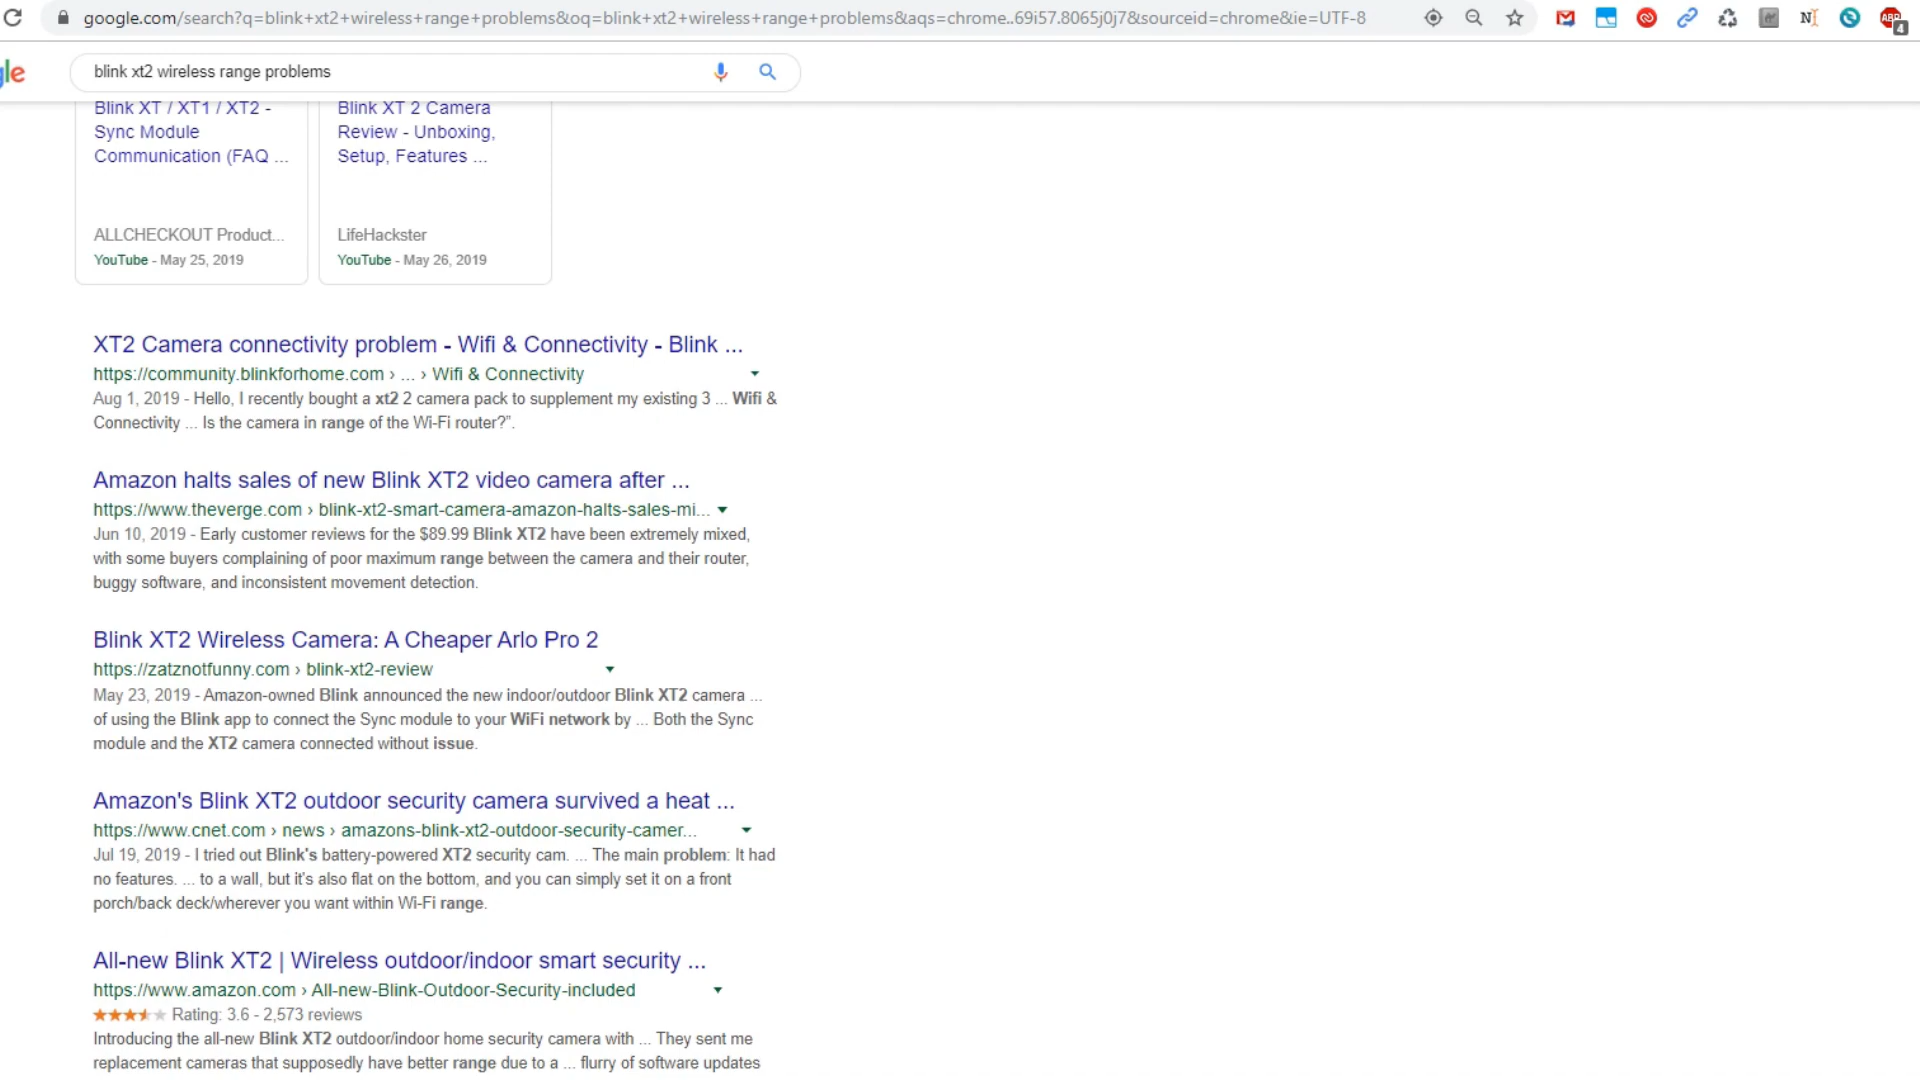 google.com/search?q=blink+xt2+wireless+range+problems&oq=blink+xt2+wireless+range+problems&aqs=chrome..69i57.8065j0j7&sourceid=chrome&ie=UTF-8
ABP
4
gle
blink xt2 wireless range problems
Blink XT / XT1 / XT2 -
Sync Module
Communication (FAQ ...
ALLCHECKOUT Product...
YouTube - May 25, 2019
Blink XT 2 Camera
Review - Unboxing,
Setup, Features ...
LifeHackster
YouTube - May 26, 2019
XT2 Camera connectivity problem - Wifi & Connectivity - Blink ...
https://community.blinkforhome.com › ... › Wifi & Connectivity
Aug 1, 2019 - Hello, I recently bought a xt2 2 camera pack to supplement my existing 3 ... Wifi &
Connectivity ... Is the camera in range of the Wi-Fi router?”.
Amazon halts sales of new Blink XT2 video camera after ...
https://www.theverge.com › blink-xt2-smart-camera-amazon-halts-sales-mi...
Jun 10, 2019 - Early customer reviews for the $89.99 Blink XT2 have been extremely mixed,
with some buyers complaining of poor maximum range between the camera and their router,
buggy software, and inconsistent movement detection.
Blink XT2 Wireless Camera: A Cheaper Arlo Pro 2
https://zatznotfunny.com › blink-xt2-review
May 23, 2019 - Amazon-owned Blink announced the new indoor/outdoor Blink XT2 camera ...
of using the Blink app to connect the Sync module to your WiFi network by ... Both the Sync
module and the XT2 camera connected without issue.
Amazon's Blink XT2 outdoor security camera survived a heat ...
https://www.cnet.com › news › amazons-blink-xt2-outdoor-security-camer...
Jul 19, 2019 - I tried out Blink's battery-powered XT2 security cam. ... The main problem: It had
no features. ... to a wall, but it's also flat on the bottom, and you can simply set it on a front
porch/back deck/wherever you want within Wi-Fi range.
All-new Blink XT2 | Wireless outdoor/indoor smart security ...
https://www.amazon.com › All-new-Blink-Outdoor-Security-included
Rating: 3.6 - 2,573 reviews
Introducing the all-new Blink XT2 outdoor/indoor home security camera with ... They sent me
replacement cameras that supposedly have better range due to a ... flurry of software updates